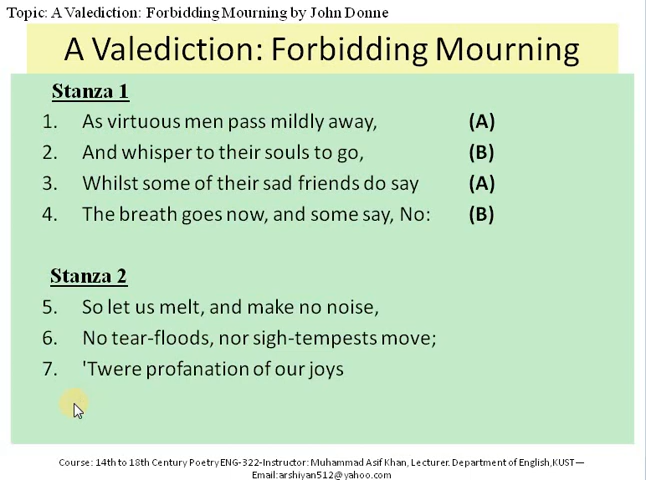 Topic: A Valediction: Forbidding Mourning by John Donne
A Valediction: Forbidding Mourning
Stanza 1
1. As virtuous men pass mildly away, (A)
2. And whisper to their souls to go, (B)
3. Whilst some of their sad friends do say (A)
4. The breath goes now, and some say, No: (B)
Stanza 2
5. So let us melt, and make no noise,
6. No tear-floods, nor sigh-tempests move;
7. 'Twere profanation of our joys
Course: 14th to 18th Century Poetry ENG-322-Instructor: Muhammad Asif Khan, Lecturer. Department of English,KUST—
Email:arshiyan512@yahoo.com